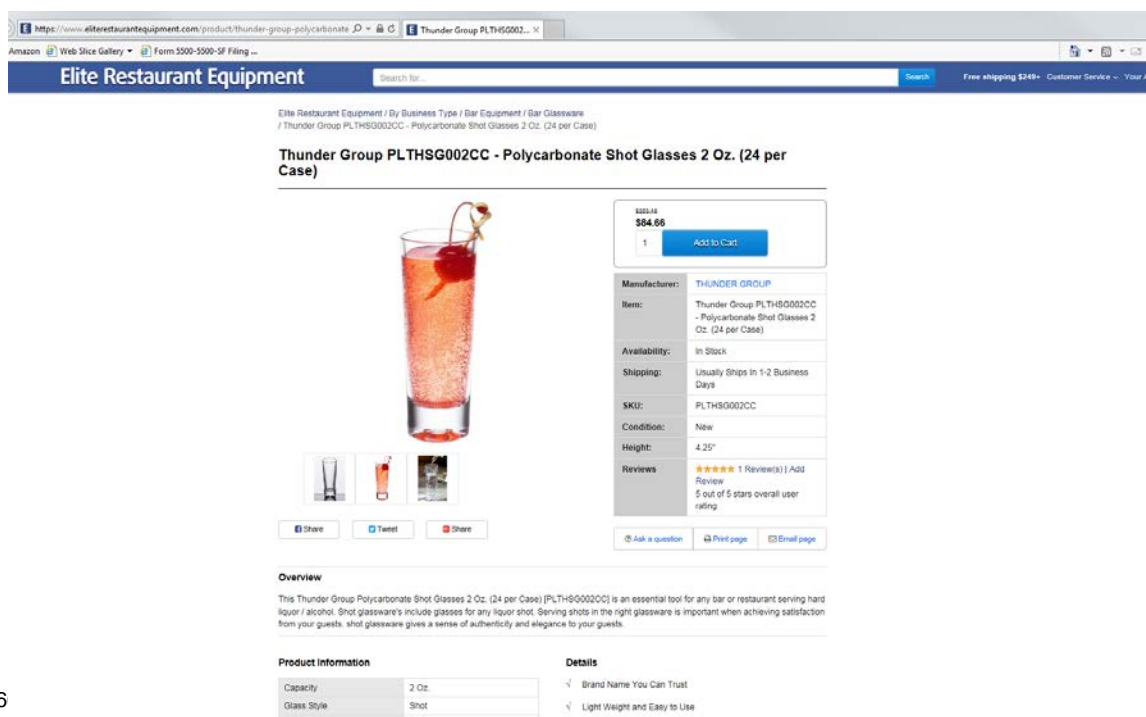 https://www.eliterestaurantequipment.com/product/thunder-group-polycarbonate
Thunder Group PLTHSG002...
Amazon Web Slice Gallery Form 5500-5500-SF Filing ...
Elite Restaurant Equipment
Search for...
Search
Free shipping $249+ Customer Service Your A
Elite Restaurant Equipment / By Business Type / Bar Equipment / Bar Glassware
/ Thunder Group PLTHSG002CC - Polycarbonate Shot Glasses 2 Oz. (24 per Case)
Thunder Group PLTHSG002CC - Polycarbonate Shot Glasses 2 Oz. (24 per
Case)
$84.66
1 Add to Cart
Manufacturer: THUNDER GROUP
Item: Thunder Group PLTHSG002CC
- Polycarbonate Shot Glasses 2
Oz. (24 per Case)
Availability: In Stock
Shipping: Usually Ships in 1-2 Business
Days
SKU: PLTHSG002CC
Condition: New
Height: 4.25"
Reviews ★★★★★ 1 Review(s) | Add
Review
5 out of 5 stars overall user
rating
Share Tweet Share
Ask a question Print page Email page
Overview
This Thunder Group Polycarbonate Shot Glasses 2 Oz. (24 per Case) [PLTHSG002CC] is an essential tool for any bar or restaurant serving hard
liquor / alcohol. Shot glassware's include glasses for any liquor shot. Serving shots in the right glassware is important when achieving satisfaction
from your guests. shot glassware gives a sense of authenticity and elegance to your guests.
Product Information
Capacity 2 Oz.
Glass Style Shot
Details
√ Brand Name You Can Trust
√ Light Weight and Easy to Use
6